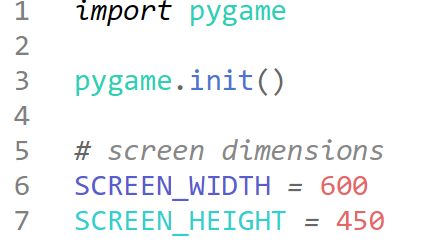 1 import pygame
2
3 pygame.init()
4
5 # screen dimensions
6 SCREEN_WIDTH = 600
7 SCREEN_HEIGHT = 450